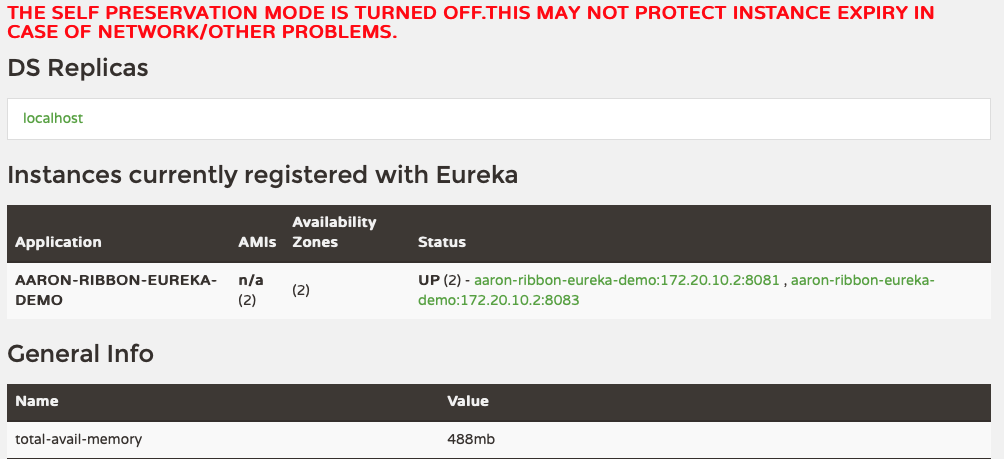 THE SELF PRESERVATION MODE IS TURNED OFF.THIS MAY NOT PROTECT INSTANCE EXPIRY IN
CASE OF NETWORK/OTHER PROBLEMS.
DS Replicas
localhost
Instances currently registered with Eureka
Application AMIs Availability Zones Status
AARON-RIBBON-EUREKA-DEMO n/a (2) (2) UP (2) - aaron-ribbon-eureka-demo:172.20.10.2:8081 , aaron-ribbon-eureka-demo:172.20.10.2:8083
General Info
Name Value
total-avail-memory 488mb